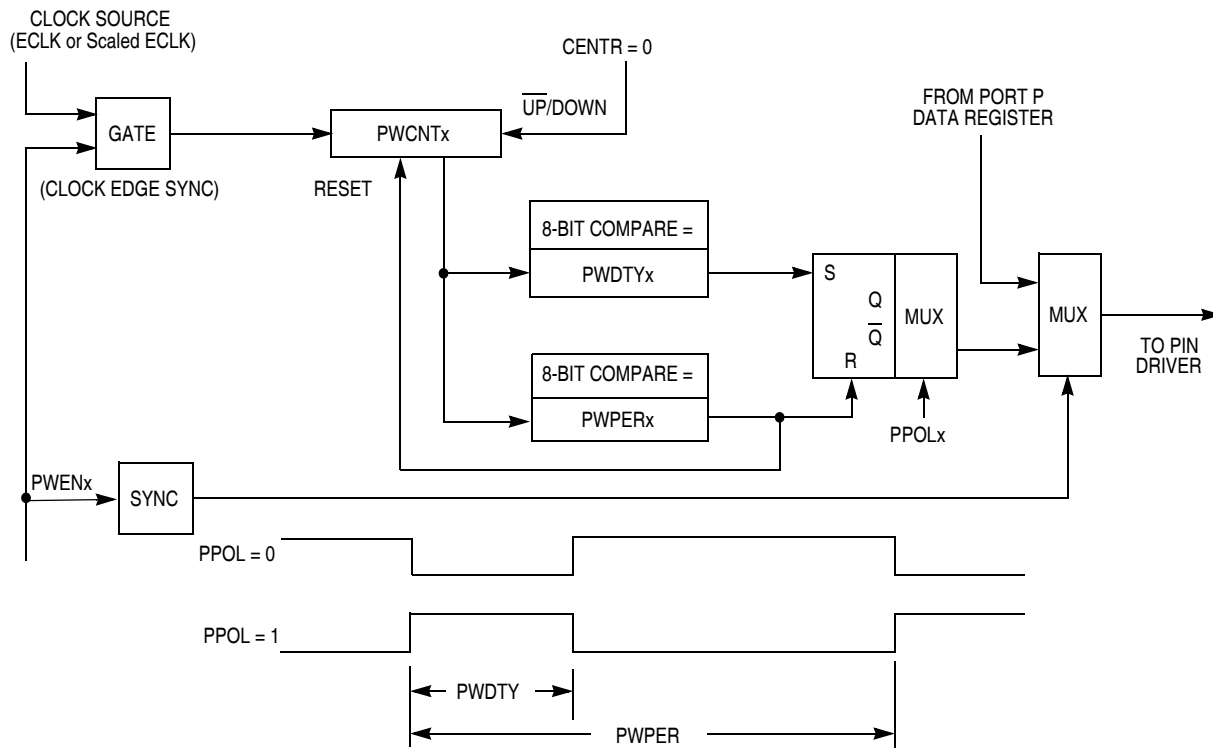 CLOCK SOURCE
(ECLK or Scaled ECLK)
CENTR = 0
U̅P̅/DOWN
FROM PORT P
DATA REGISTER
GATE
PWCNTx
(CLOCK EDGE SYNC)
RESET
8-BIT COMPARE =
PWDTYx
S
Q
Q̅
R
MUX
MUX
TO PIN
DRIVER
8-BIT COMPARE =
PWPERx
PPOLx
PWENx
SYNC
PPOL = 0
PPOL = 1
PWDTY
PWPER